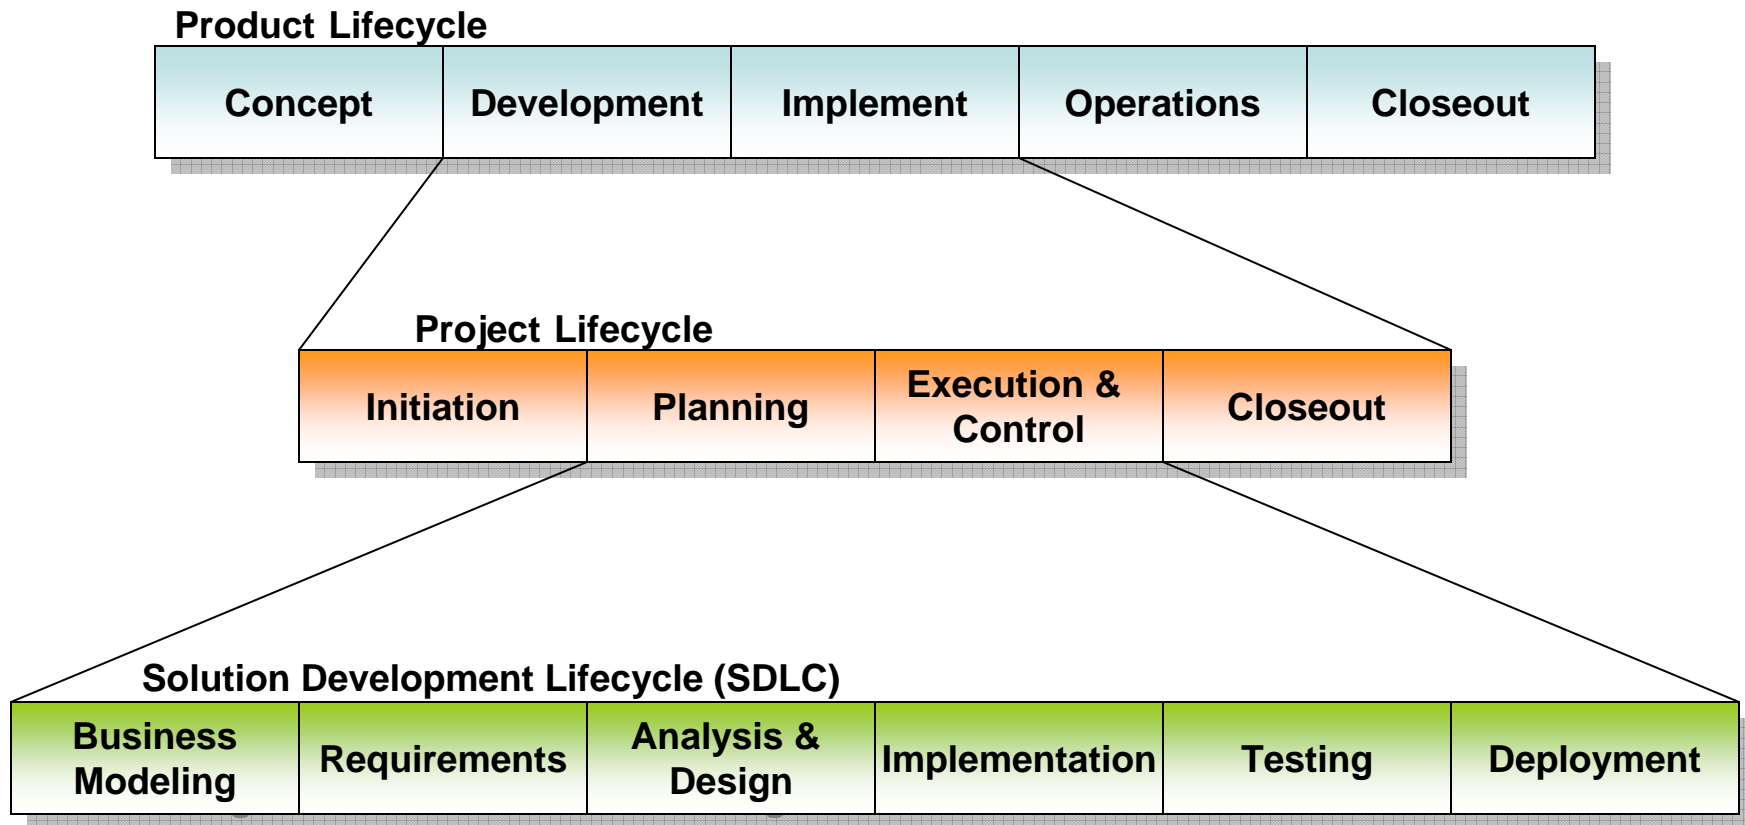 Product Lifecycle
Concept
Development
Implement
Operations
Closeout
Project Lifecycle
Initiation
Planning
Execution &
Control
Closeout
Solution Development Lifecycle (SDLC)
Business
Modeling
Requirements
Analysis &
Design
Implementation
Testing
Deployment